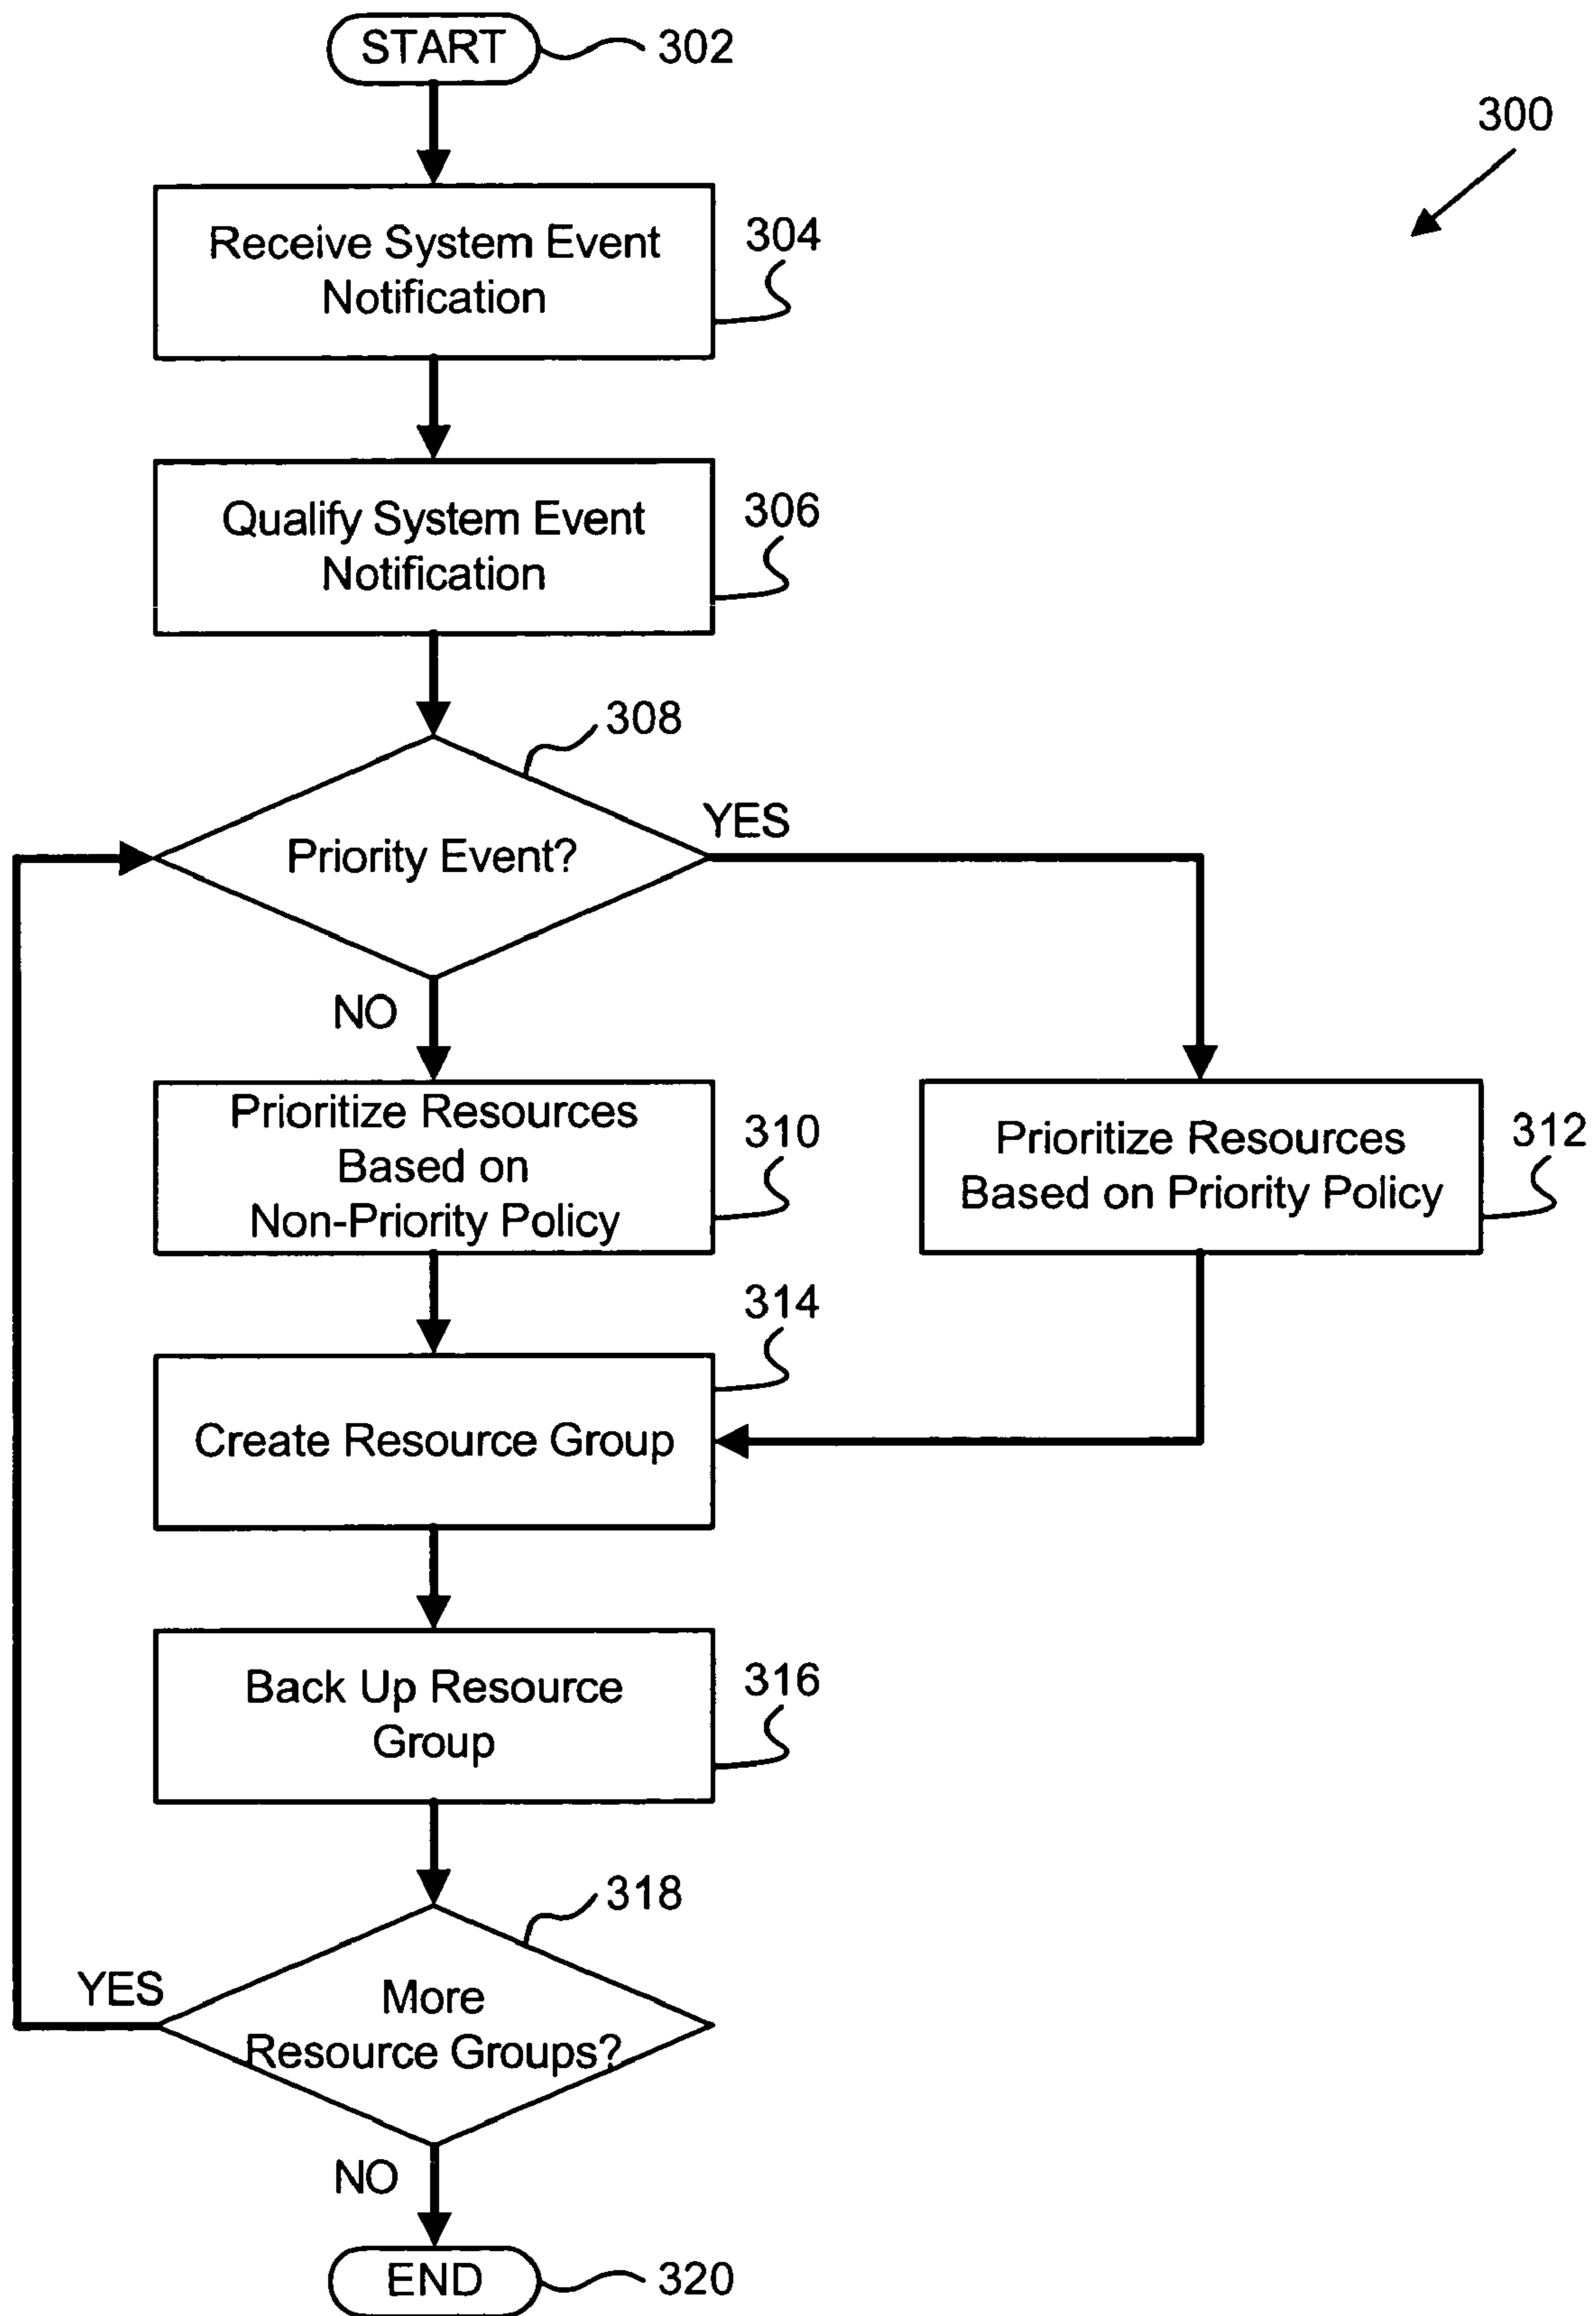 START
302
300
Receive System Event
Notification
304
Qualify System Event
Notification
306
308
Priority Event?
YES
NO
Prioritize Resources
Based on
Non-Priority Policy
310
Prioritize Resources
Based on Priority Policy
312
314
Create Resource Group
Back Up Resource
Group
316
318
More
Resource Groups?
YES
NO
END
320